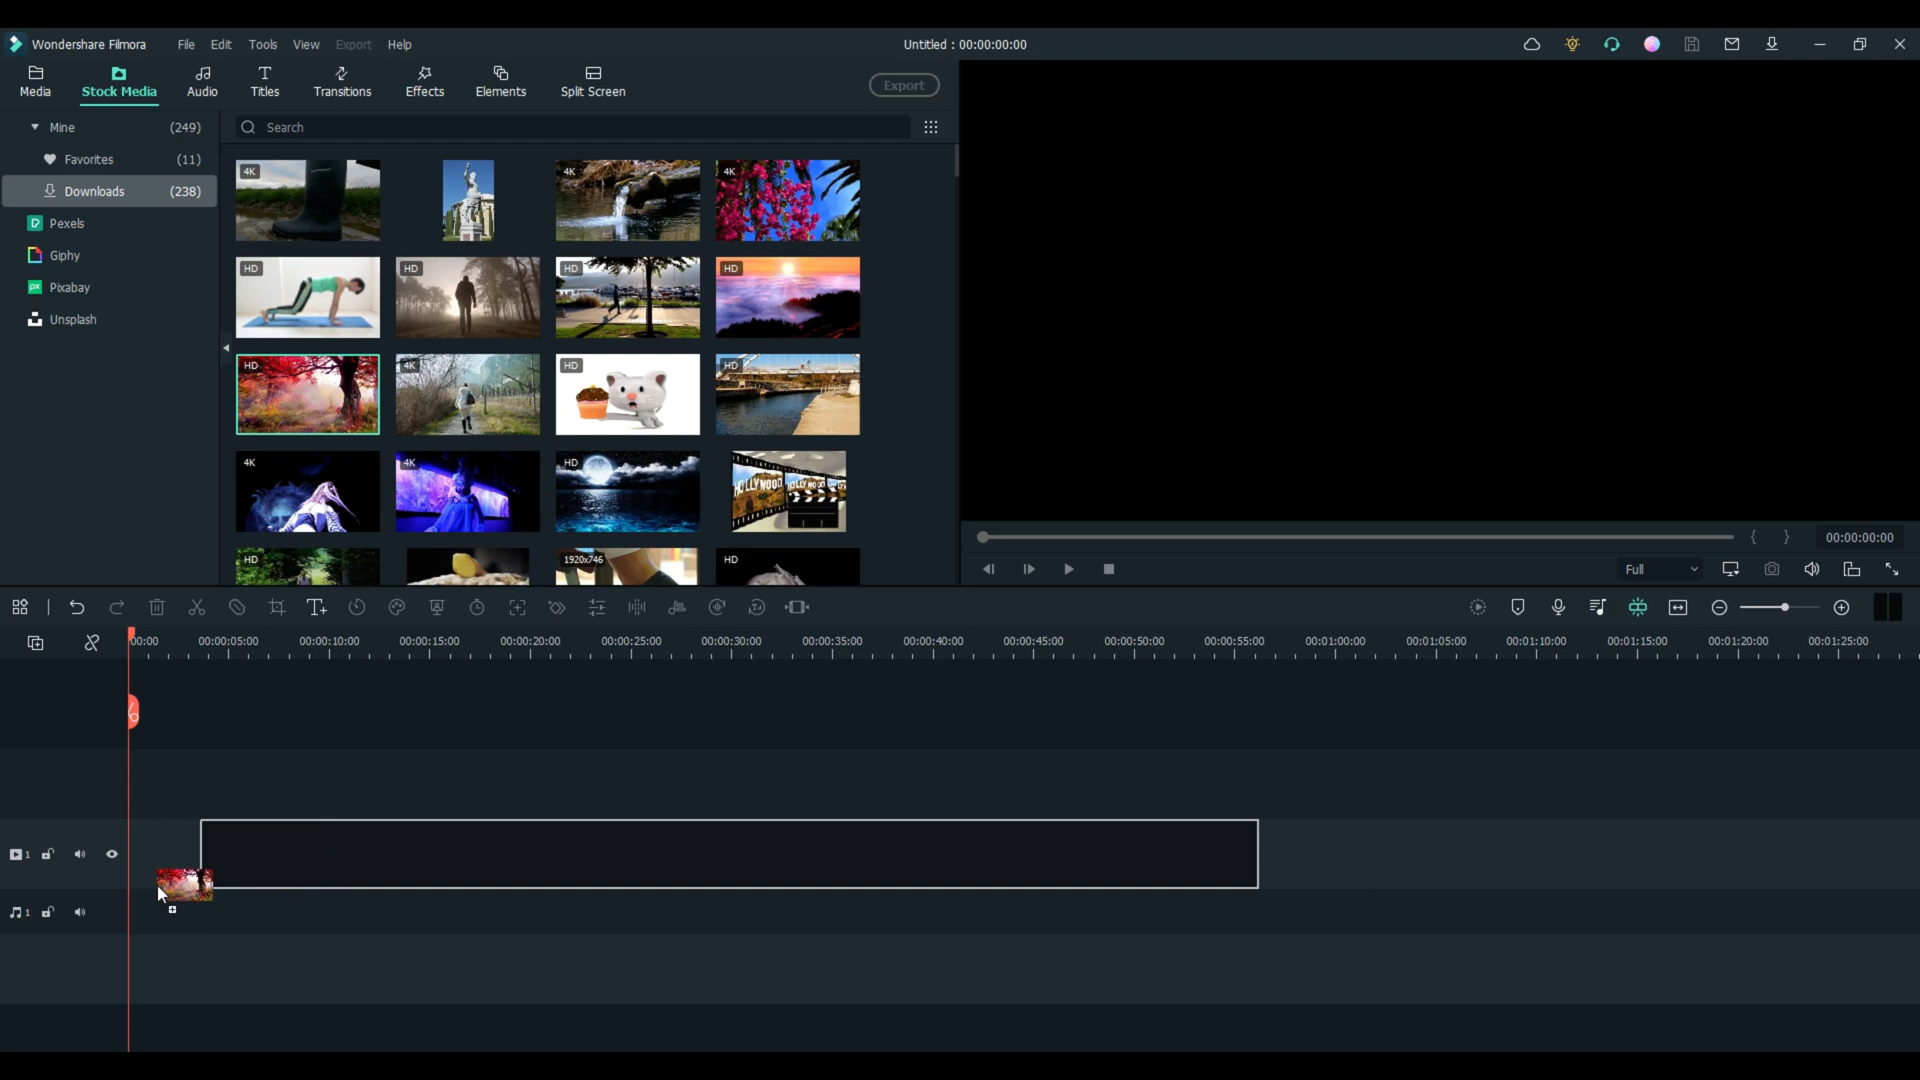 Wondershare Filmora File Edit Tools View Export Help Untitled : 00:00:00:00
Media Stock Media Audio Titles Transitions Effects Elements Split Screen Export
Mine (249) Search
Favorites (11)
Downloads (238)
Pexels
Giphy
Pixabay
Unsplash
4K 4K 4K
HD HD HD HD
HD 4K HD HD
4K 4K HD HOLLYWOOD HOLLYWOOD
HD 1920x746 HD
{ } 00:00:00:00
Full
00:00 00:00:05:00 00:00:10:00 00:00:15:00 00:00:20:00 00:00:25:00 00:00:30:00 00:00:35:00 00:00:40:00 00:00:45:00 00:00:50:00 00:00:55:00 00:01:00:00 00:01:05:00 00:01:10:00 00:01:15:00 00:01:20:00 00:01:25:00
1
1